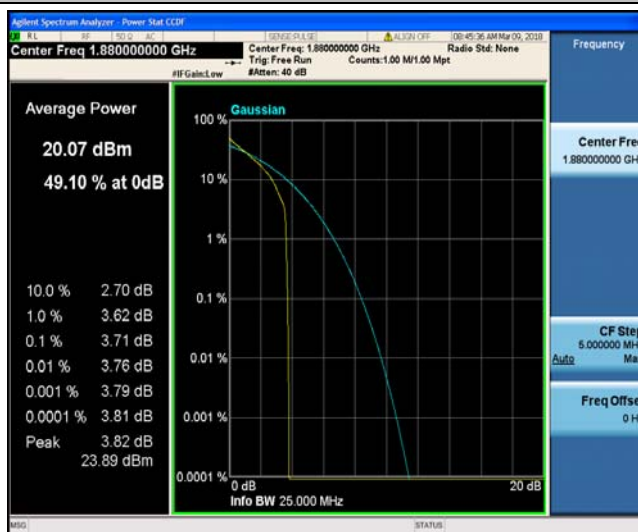 Agilent Spectrum Analyzer - Power Stat CCDF
RL RF 50 Ω AC SENSE:PULSE ALIGN OFF 08:45:36 AM Mar 09, 2018
Center Freq 1.880000000 GHz
Center Freq: 1.880000000 GHz Radio Std: None
Trig: Free Run Counts:1.00 M/1.00 Mpt
#IFGain:Low #Atten: 40 dB
Frequency
Average Power
20.07 dBm
49.10 % at 0dB
10.0 % 2.70 dB
1.0 % 3.62 dB
0.1 % 3.71 dB
0.01 % 3.76 dB
0.001 % 3.79 dB
0.0001 % 3.81 dB
Peak 3.82 dB
23.89 dBm
Gaussian
100 %
10 %
1 %
0.1 %
0.01 %
0.001 %
0.0001 %
0 dB 20 dB
Info BW 25.000 MHz
Center Fre
1.880000000 GH
CF Ste
5.000000 MH
Auto Ma
Freq Offse
0 H
MSG STATUS